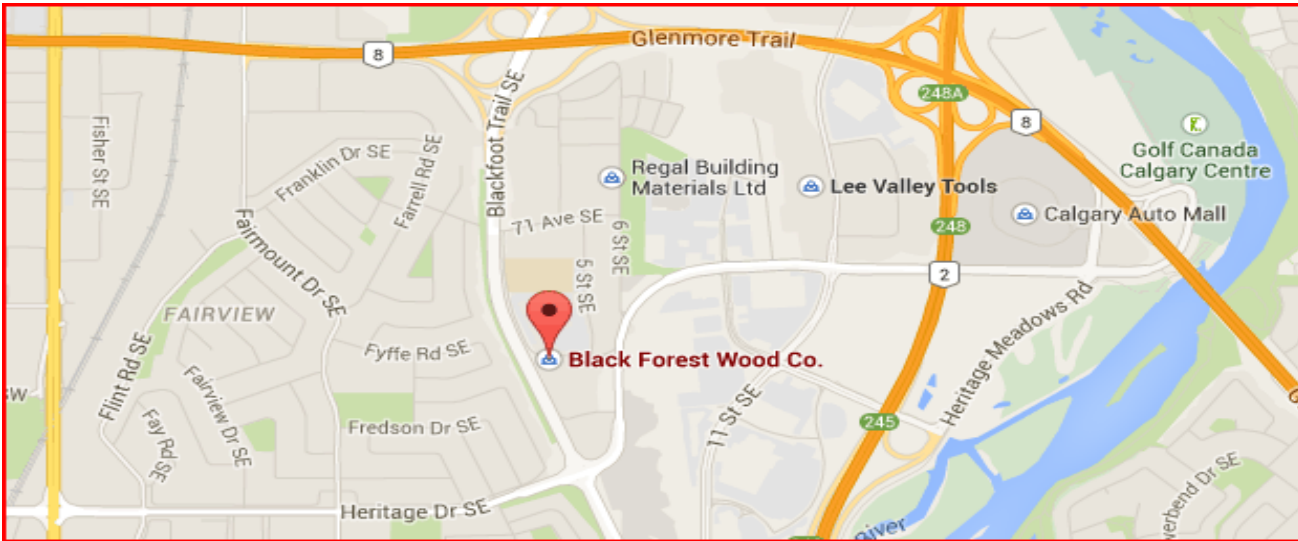 Glenmore Trail
8
248A
8
Golf Canada
Calgary Centre
Fisher St SE
Franklin Dr SE
Farrell Rd SE
Blackfoot Trail SE
Regal Building
Materials Ltd
Lee Valley Tools
Calgary Auto Mall
71 Ave SE
6 St SE
5 St SE
248
2
Fairmount Dr SE
FAIRVIEW
Heritage Meadows Rd
Flint Rd SE
Fyffe Rd SE
Black Forest Wood Co.
SW
Fairview Dr SE
Fay Rd SE
Fredson Dr SE
11 St SE
245
Heritage Dr SE
River
erbend Dr SE